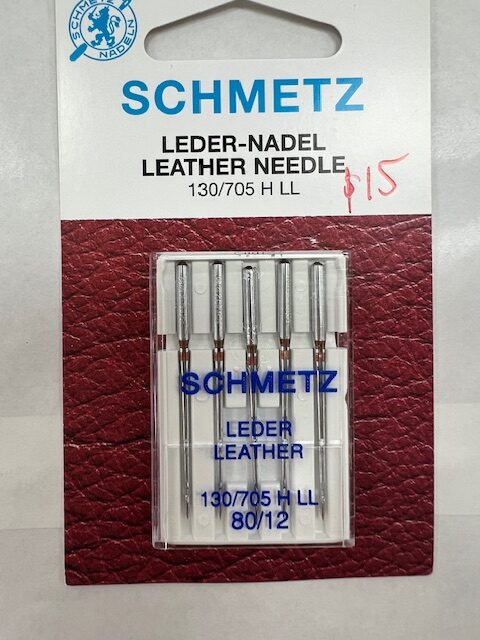 SCHMETZ
NADELN
SCHMETZ
LEDER-NADEL
LEATHER NEEDLE
130/705 H LL
$15
SCHMETZ
LEDER
LEATHER
130/705 H LL
80/12